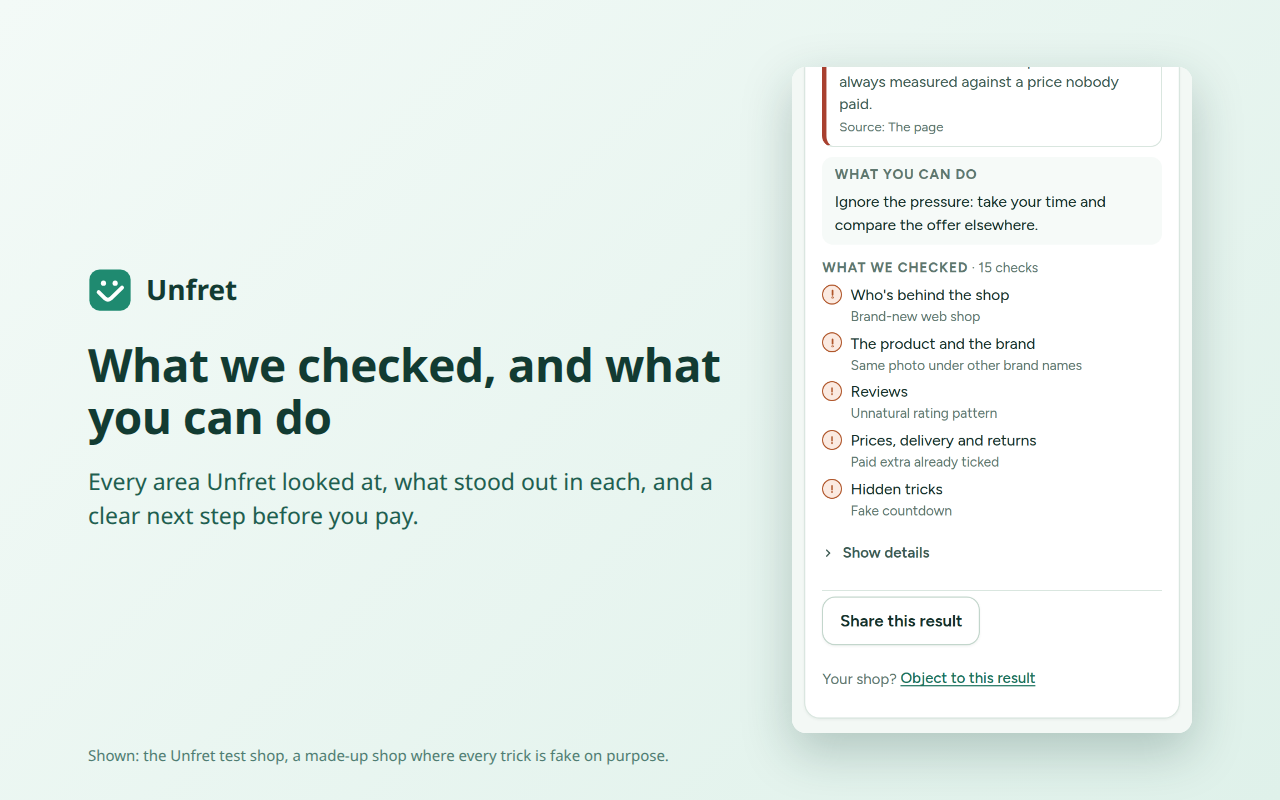 Unfret
What we checked, and what
you can do
Every area Unfret looked at, what stood out in each, and a
clear next step before you pay.
Shown: the Unfret test shop, a made-up shop where every trick is fake on purpose.
always measured against a price nobody
paid.
Source: The page
WHAT YOU CAN DO
Ignore the pressure: take your time and
compare the offer elsewhere.
WHAT WE CHECKED · 15 checks
Who's behind the shop
Brand-new web shop
The product and the brand
Same photo under other brand names
Reviews
Unnatural rating pattern
Prices, delivery and returns
Paid extra already ticked
Hidden tricks
Fake countdown
Show details
Share this result
Your shop? Object to this result